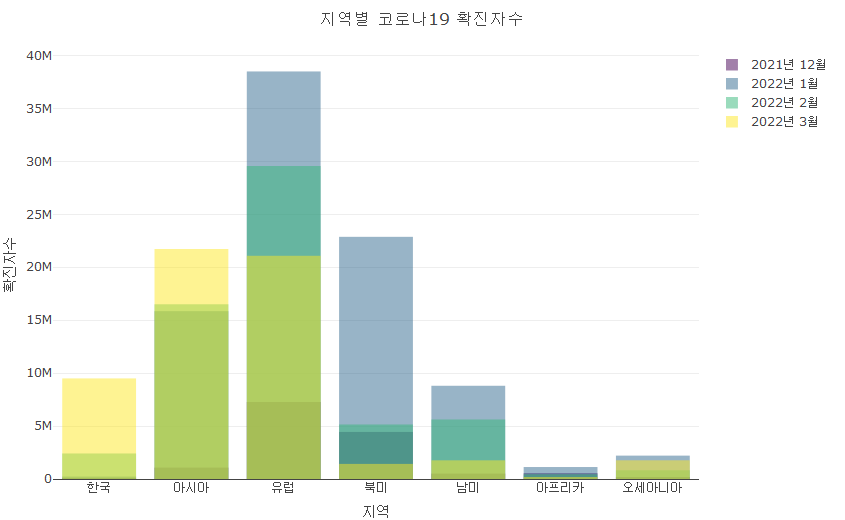 지역별 코로나19 확진자수
40M
35M
30M
25M
20M
15M
10M
5M
0
확진자수
한국 아시아 유럽 북미 남미 아프리카 오세아니아
지역
2021년 12월
2022년 1월
2022년 2월
2022년 3월